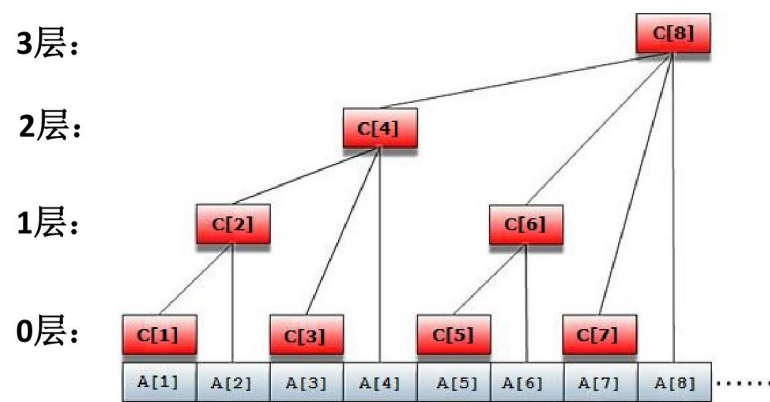 3层： C[8]
2层： C[4]
1层： C[2] C[6]
0层： C[1] C[3] C[5] C[7]
A[1] A[2] A[3] A[4] A[5] A[6] A[7] A[8] ······